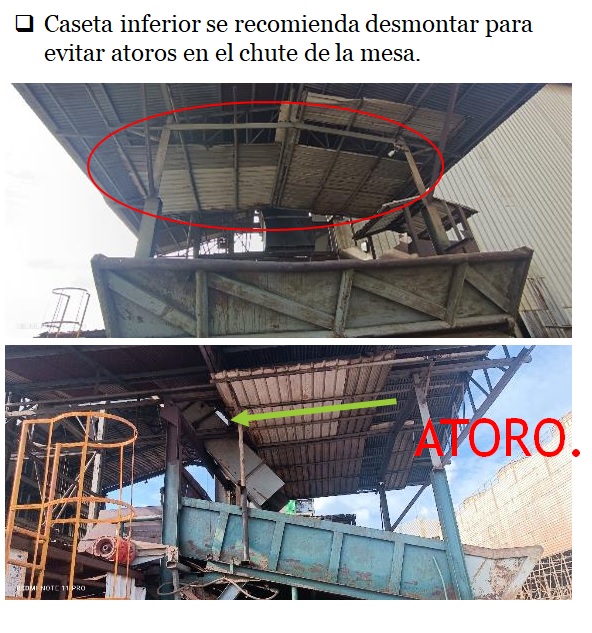 ❑ Caseta inferior se recomienda desmontar para
evitar atoros en el chute de la mesa.
ATORO.
REDMI NOTE 11 PRO